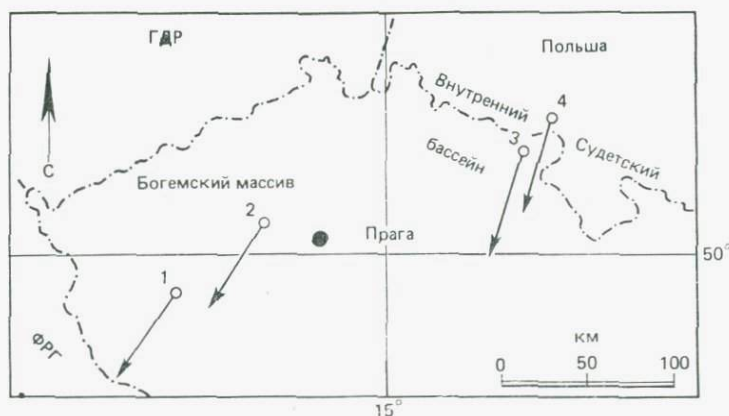 ГДР
Польша
Внутренний
4
3
бассейн
Судетский
С
Богемский массив
2
Прага
50°
1
ФРГ
км
0 50 100
15°